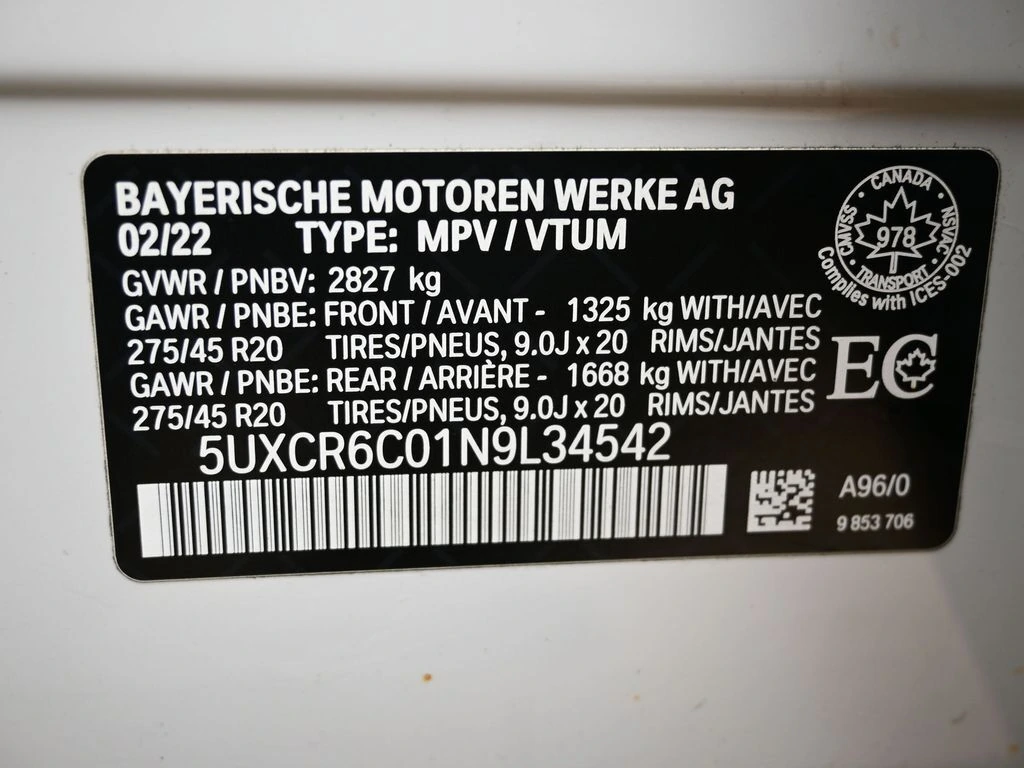 BAYERISCHE MOTOREN WERKE AG
02/22 TYPE: MPV / VTUM
GVWR / PNBV: 2827 kg
GAWR / PNBE: FRONT / AVANT - 1325 kg WITH/AVEC
275/45 R20 TIRES/PNEUS, 9.0J x 20 RIMS/JANTES
GAWR / PNBE: REAR / ARRIÈRE - 1668 kg WITH/AVEC
275/45 R20 TIRES/PNEUS, 9.0J x 20 RIMS/JANTES
5UXCR6C01N9L34542
CANADA
CMVSS
978
NSVAC
TRANSPORT
Complies with ICES-002
EC
A96/0
9 853 706